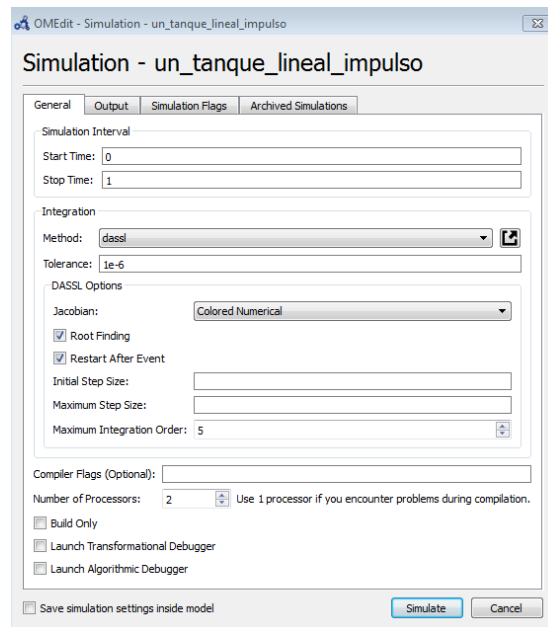 OMEdit - Simulation - un_tanque_lineal_impulso
Simulation - un_tanque_lineal_impulso
General Output Simulation Flags Archived Simulations
Simulation Interval
Start Time: 0
Stop Time: 1
Integration
Method: dassl
Tolerance: 1e-6
DASSL Options
Jacobian: Colored Numerical
Root Finding
Restart After Event
Initial Step Size:
Maximum Step Size:
Maximum Integration Order: 5
Compiler Flags (Optional):
Number of Processors: 2 Use 1 processor if you encounter problems during compilation.
Build Only
Launch Transformational Debugger
Launch Algorithmic Debugger
Save simulation settings inside model Simulate Cancel